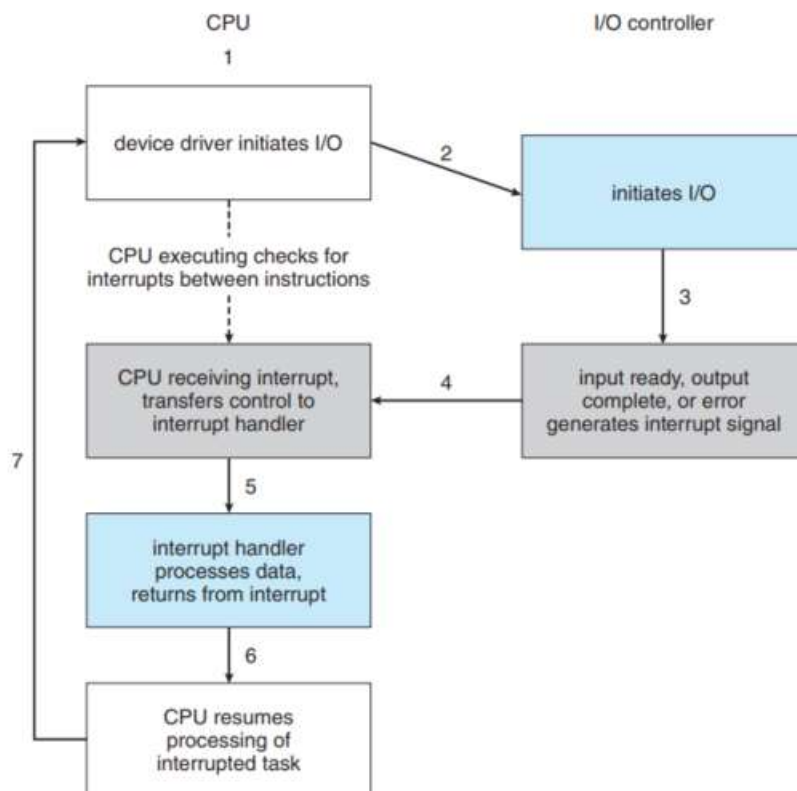 CPU
I/O controller
1
device driver initiates I/O
2
initiates I/O
CPU executing checks for
interrupts between instructions
3
CPU receiving interrupt,
transfers control to
interrupt handler
4
input ready, output
complete, or error
generates interrupt signal
7
5
interrupt handler
processes data,
returns from interrupt
6
CPU resumes
processing of
interrupted task